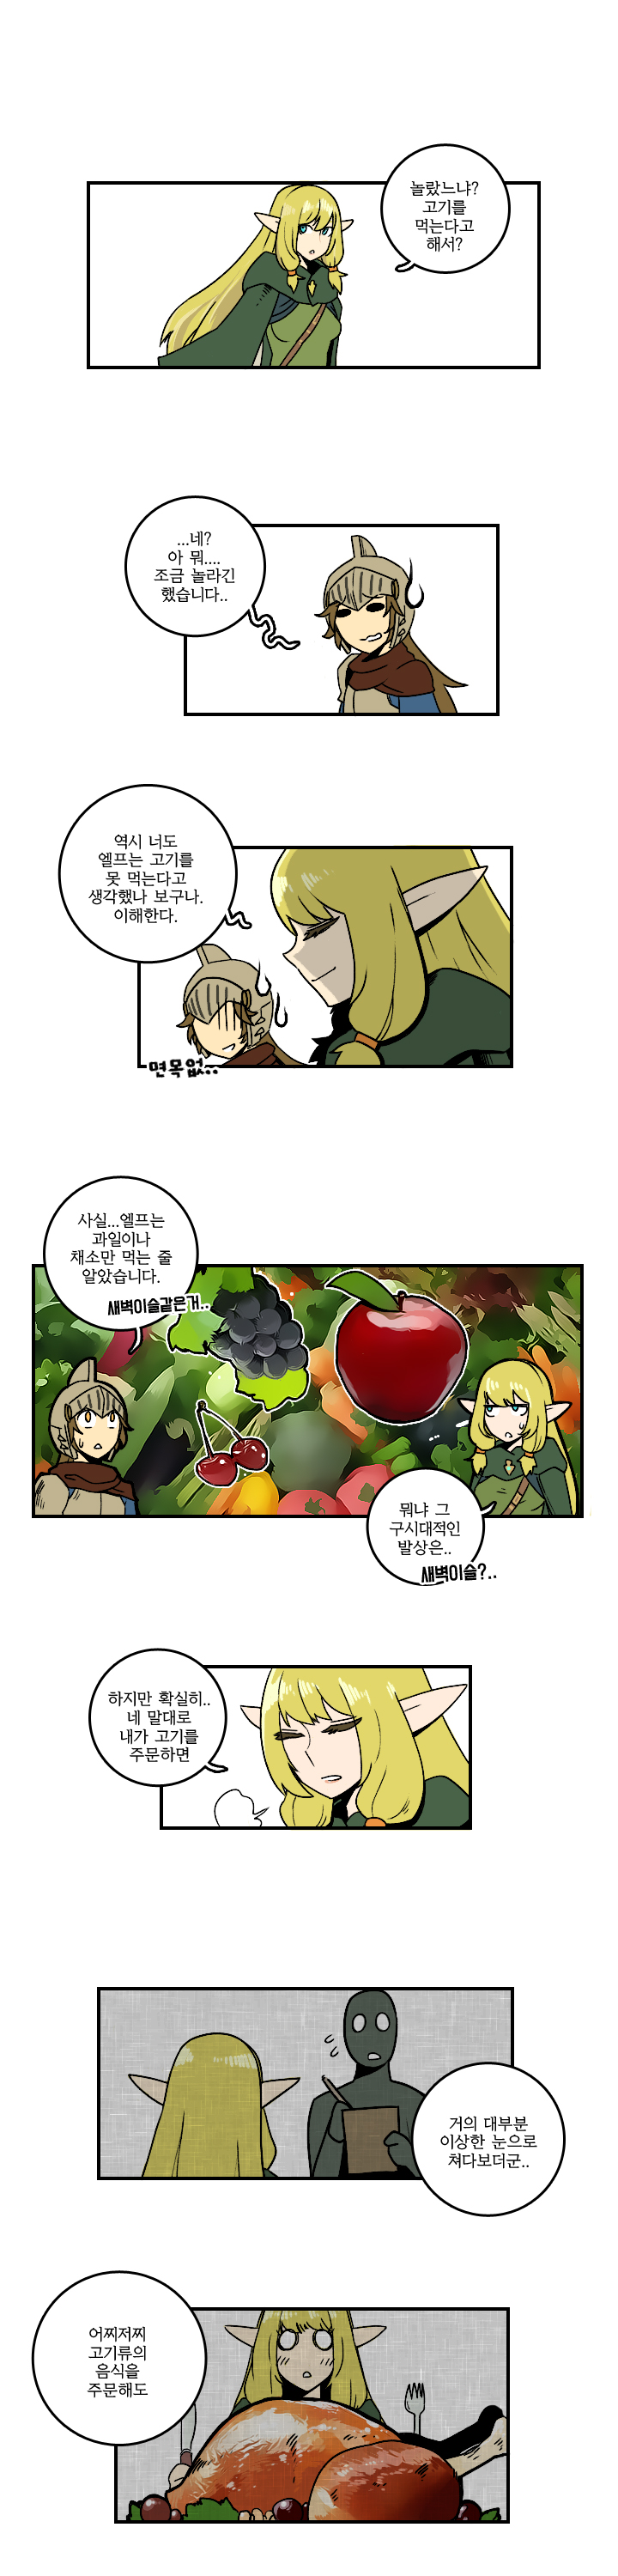 놀랐느냐?
고기를
먹는다고
해서?
...네?
아 뭐....
조금 놀라긴
했습니다..
역시 너도
엘프는 고기를
못 먹는다고
생각했나 보구나.
이해한다.
면목없..
사실...엘프는
과일이나
채소만 먹는 줄
알았습니다.
새벽이슬같은거..
뭐냐 그
구시대적인
발상은..
새벽이슬?..
하지만 확실히..
네 말대로
내가 고기를
주문하면
거의 대부분
이상한 눈으로
쳐다보더군..
어찌저찌
고기류의
음식을
주문해도